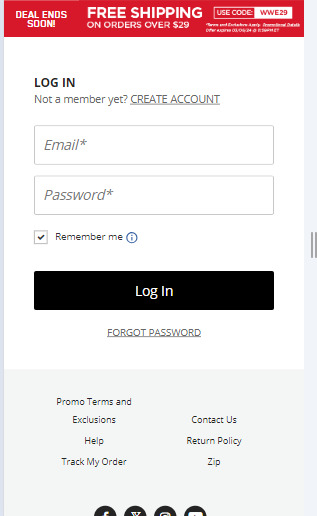 DEAL ENDS
SOON!
FREE SHIPPING
ON ORDERS OVER $29
USE CODE: WWE29
*Terms and Exclusions Apply. Promotional Details
Offer expires 03/06/24 @ 11:59PM ET
LOG IN
Not a member yet? CREATE ACCOUNT
Email*
Password*
Remember me
Log In
FORGOT PASSWORD
Promo Terms and
Exclusions
Help
Track My Order
Contact Us
Return Policy
Zip